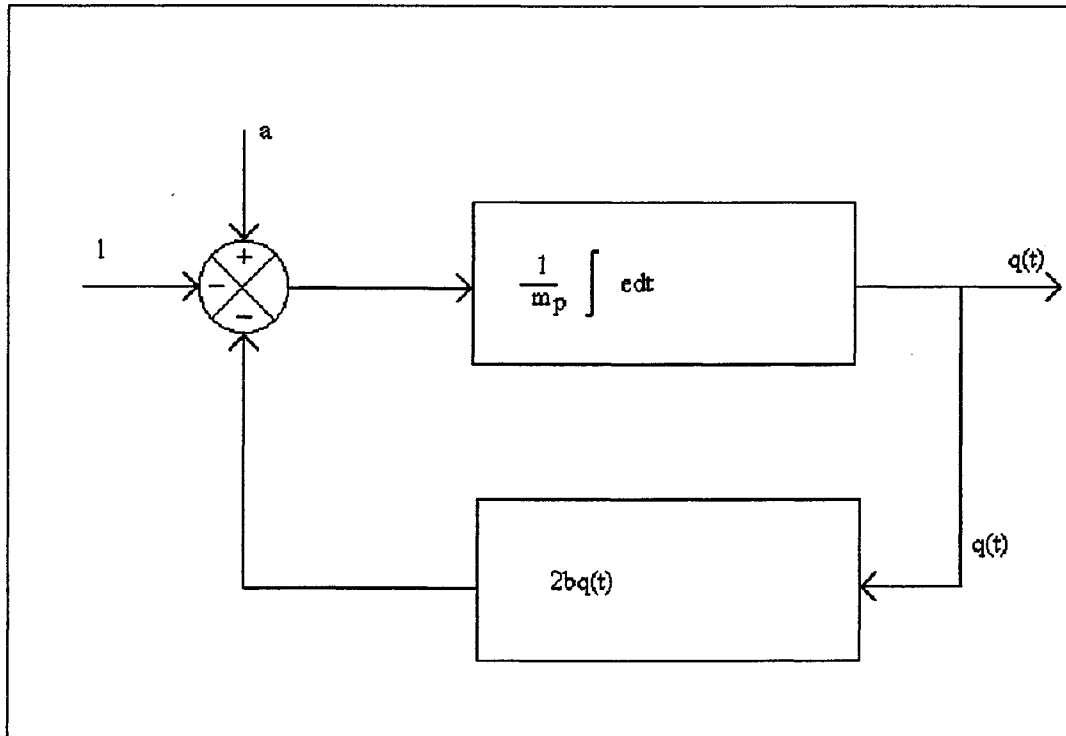 a
1
+
−
−
1/m_p ∫ edt
q(t)
q(t)
2bq(t)